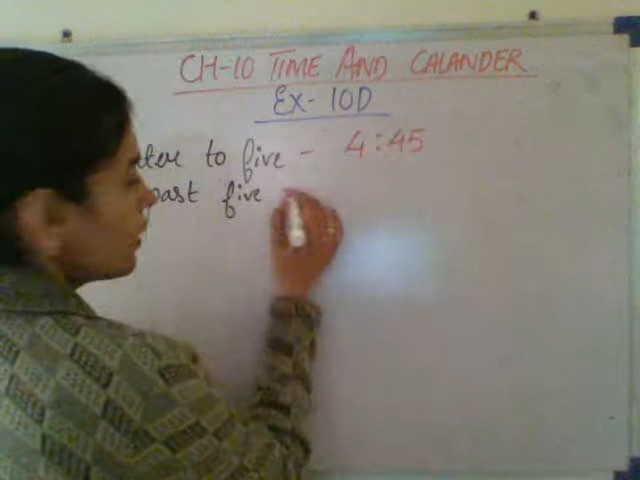 CH-10 TIME AND CALANDER
EX- 10D
to five - 4:45
past five